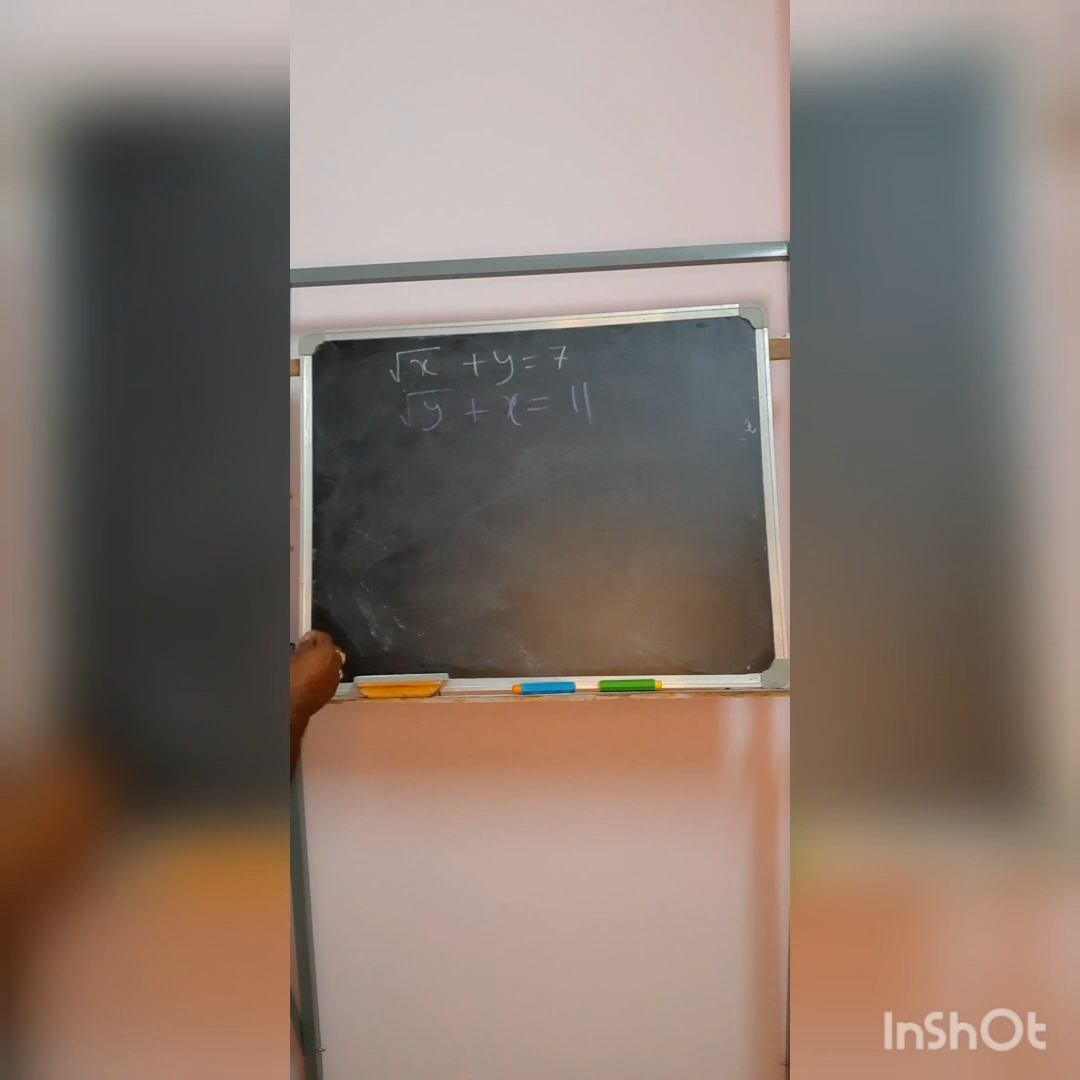 √x + y = 7
√y + x = 11
InShOt